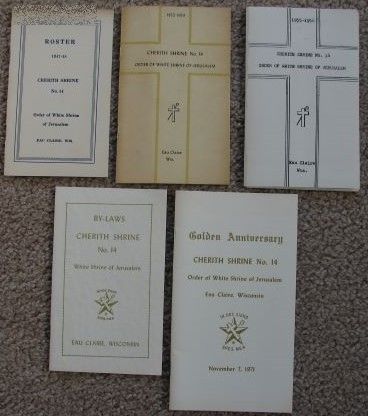 ROSTER
CHERITH SHRINE
No. 14
Order of White Shrine
of Jerusalem
EAU CLAIRE, WIS.
CHERITH SHRINE No. 14
ORDER OF WHITE SHRINE OF JERUSALEM
Eau Claire
Wis.
1955-1956
CHERITH SHRINE No. 14
ORDER OF WHITE SHRINE OF JERUSALEM
Eau Claire
Wis.
BY-LAWS
CHERITH SHRINE
No. 14
White Shrine of Jerusalem
EAU CLAIRE, WISCONSIN
Golden Anniversary
CHERITH SHRINE No. 14
Order of White Shrine of Jerusalem
Eau Claire, Wisconsin
November 7, 1971